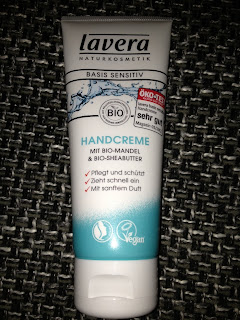 lavera
NATURKOSMETIK
BASIS SENSITIV
BIO
ÖKO-TEST
sehr gut
HANDCREME
MIT BIO-MANDEL
& BIO-SHEABUTTER
Pflegt und schützt
Zieht schnell ein
Mit sanftem Duft
Vegan